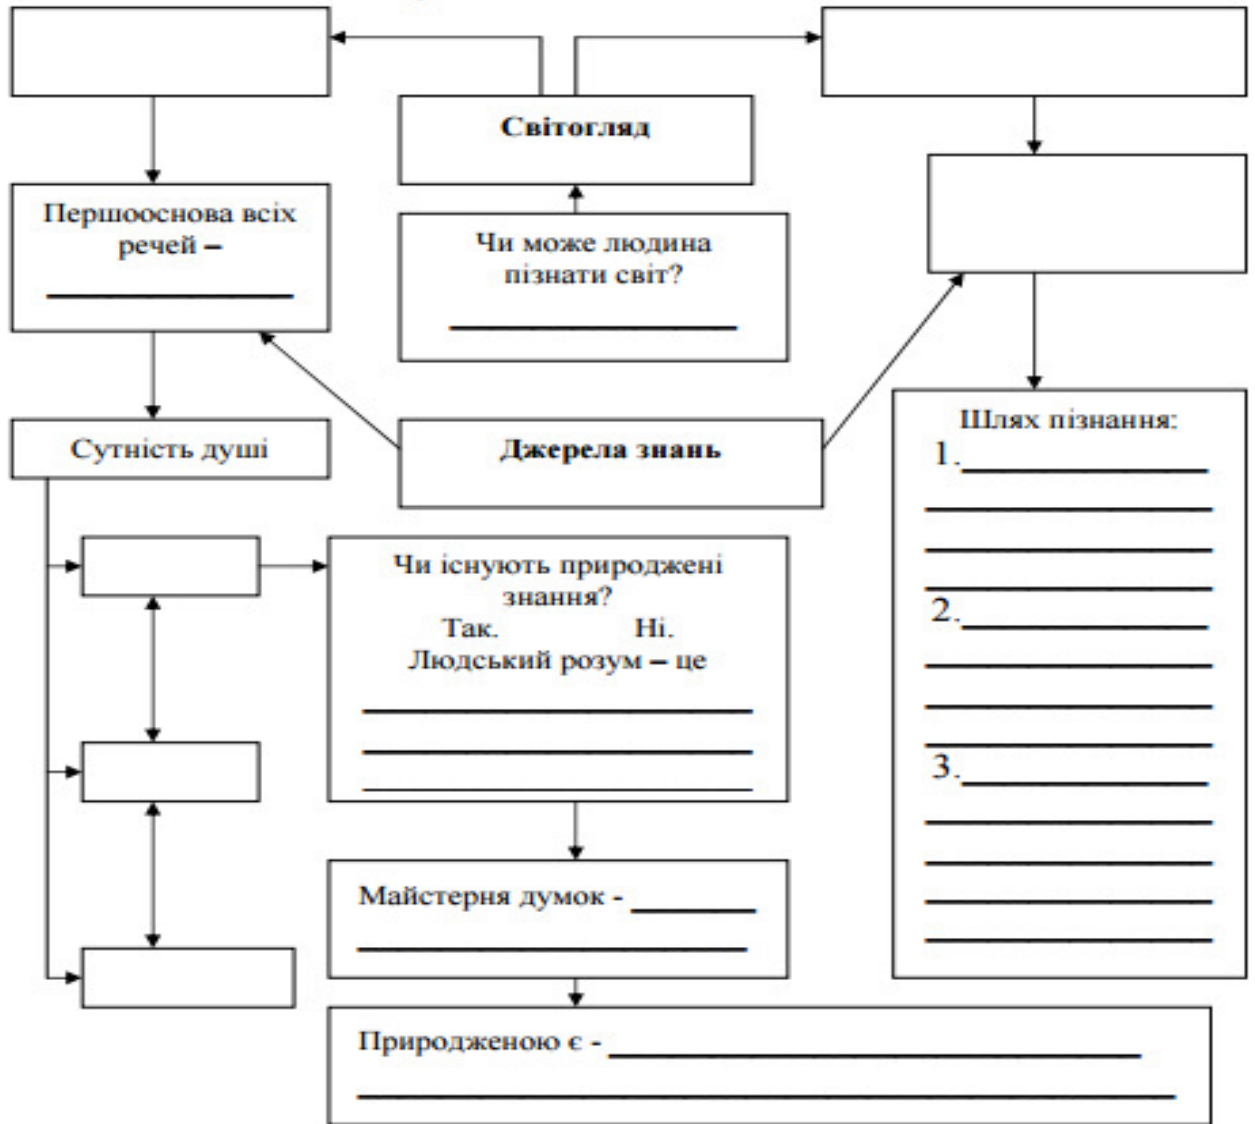 Світогляд
Першооснова всіх
речей –
Чи може людина
пізнати світ?
Сутність душі
Джерела знань
Шлях пізнання:
1.
2.
3.
Чи існують природжені
знання?
Так. Ні.
Людський розум – це
Майстерня думок -
Природженою є -